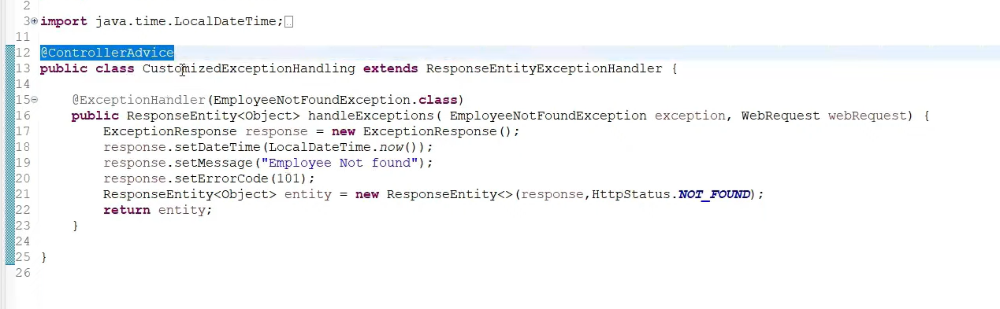 2
3 import java.time.LocalDateTime;
11
12 @ControllerAdvice
13 public class CustomizedExceptionHandling extends ResponseEntityExceptionHandler {
14
15 @ExceptionHandler(EmployeeNotFoundException.class)
16 public ResponseEntity<Object> handleExceptions( EmployeeNotFoundException exception, WebRequest webRequest) {
17 ExceptionResponse response = new ExceptionResponse();
18 response.setDateTime(LocalDateTime.now());
19 response.setMessage("Employee Not found");
20 response.setErrorCode(101);
21 ResponseEntity<Object> entity = new ResponseEntity<>(response,HttpStatus.NOT_FOUND);
22 return entity;
23 }
24
25 }
26